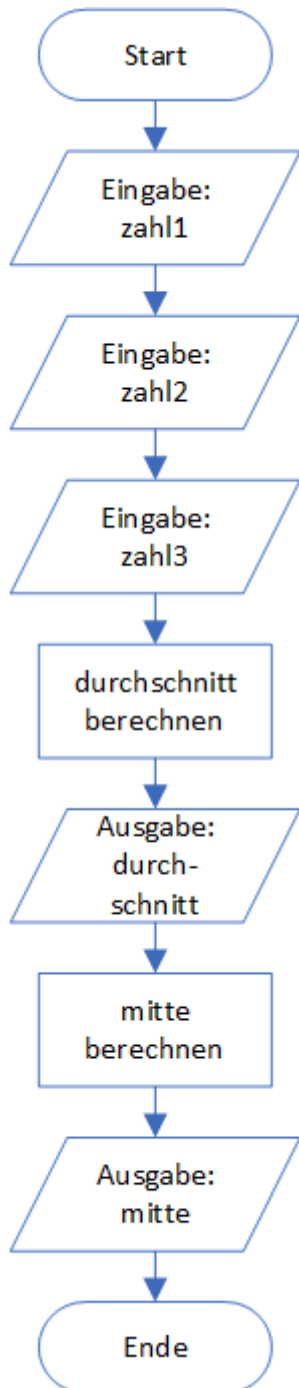 Start
Eingabe:
zahl1
Eingabe:
zahl2
Eingabe:
zahl3
durchschnitt
berechnen
Ausgabe:
durch-
schnitt
mitte
berechnen
Ausgabe:
mitte
Ende